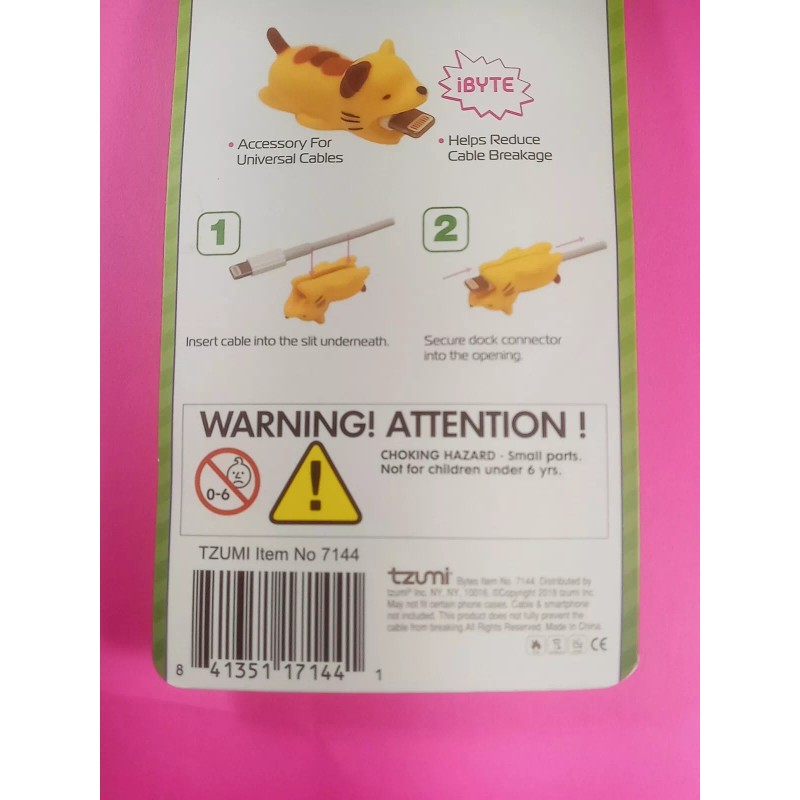 iBYTE
• Accessory For
Universal Cables
• Helps Reduce
Cable Breakage
1
2
Insert cable into the slit underneath.
Secure dock connector
into the opening.
WARNING! ATTENTION !
0-6
CHOKING HAZARD - Small parts.
Not for children under 6 yrs.
TZUMI Item No 7144
8 41351 17144 1
tzumi Bytes Item No. 7144. Distributed by
tzumi® Inc. NY, NY, 10018. ©Copyright 2018 tzumi Inc.
May not fit certain phone cases. Cable & smartphone
not included. This product does not fully prevent the
cable from breaking.All Rights Reserved. Made in China.
CE